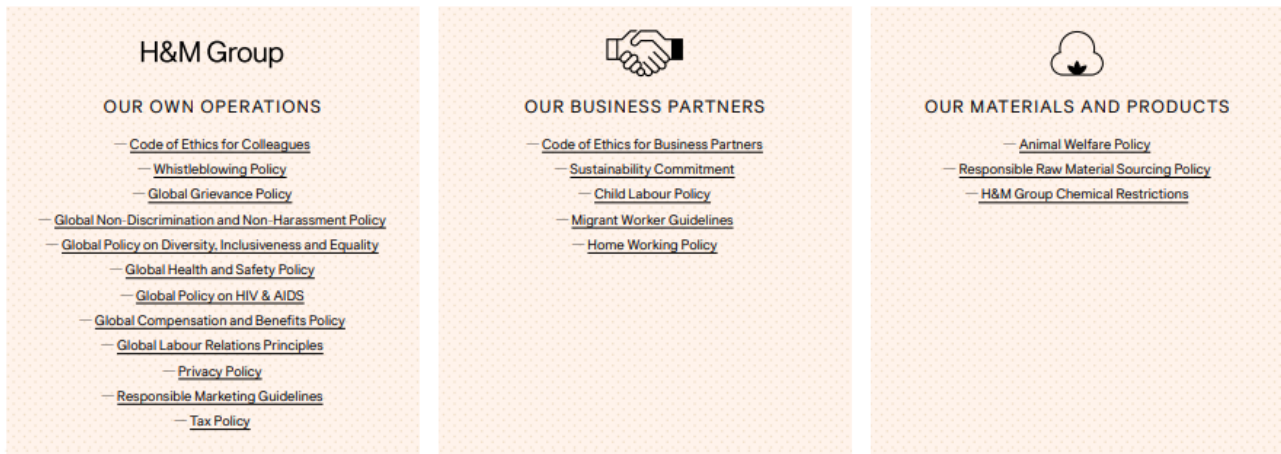 H&M Group
OUR OWN OPERATIONS
— Code of Ethics for Colleagues
— Whistleblowing Policy
— Global Grievance Policy
— Global Non-Discrimination and Non-Harassment Policy
— Global Policy on Diversity, Inclusiveness and Equality
— Global Health and Safety Policy
— Global Policy on HIV & AIDS
— Global Compensation and Benefits Policy
— Global Labour Relations Principles
— Privacy Policy
— Responsible Marketing Guidelines
— Tax Policy
OUR BUSINESS PARTNERS
— Code of Ethics for Business Partners
— Sustainability Commitment
— Child Labour Policy
— Migrant Worker Guidelines
— Home Working Policy
OUR MATERIALS AND PRODUCTS
— Animal Welfare Policy
— Responsible Raw Material Sourcing Policy
— H&M Group Chemical Restrictions